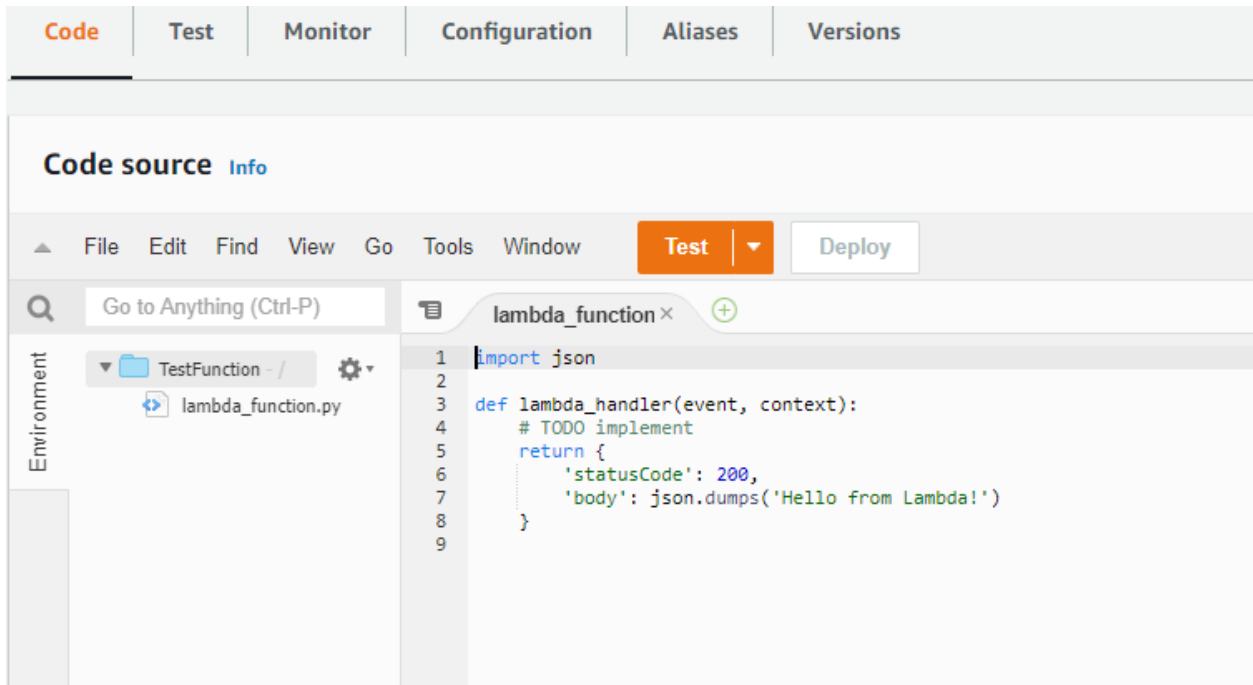 Code Test Monitor Configuration Aliases Versions
Code source Info
File Edit Find View Go Tools Window Test Deploy
Go to Anything (Ctrl-P)
lambda_function
Environment
TestFunction - /
lambda_function.py
1 import json
2
3 def lambda_handler(event, context):
4     # TODO implement
5     return {
6         'statusCode': 200,
7         'body': json.dumps('Hello from Lambda!')
8     }
9